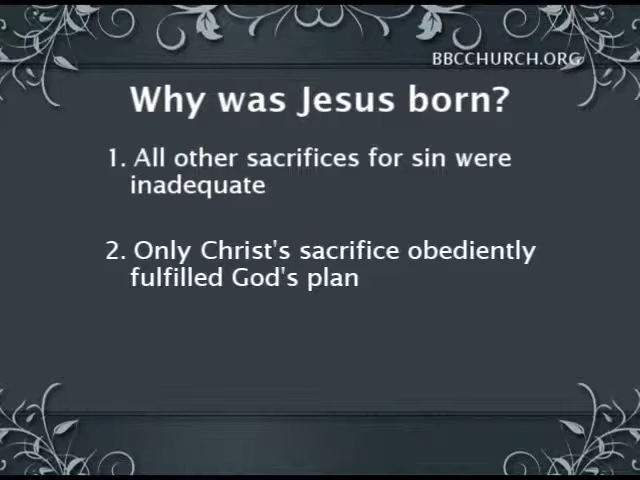 BBCCHURCH.ORG
Why was Jesus born?
1. All other sacrifices for sin were
inadequate
2. Only Christ's sacrifice obediently
fulfilled God's plan